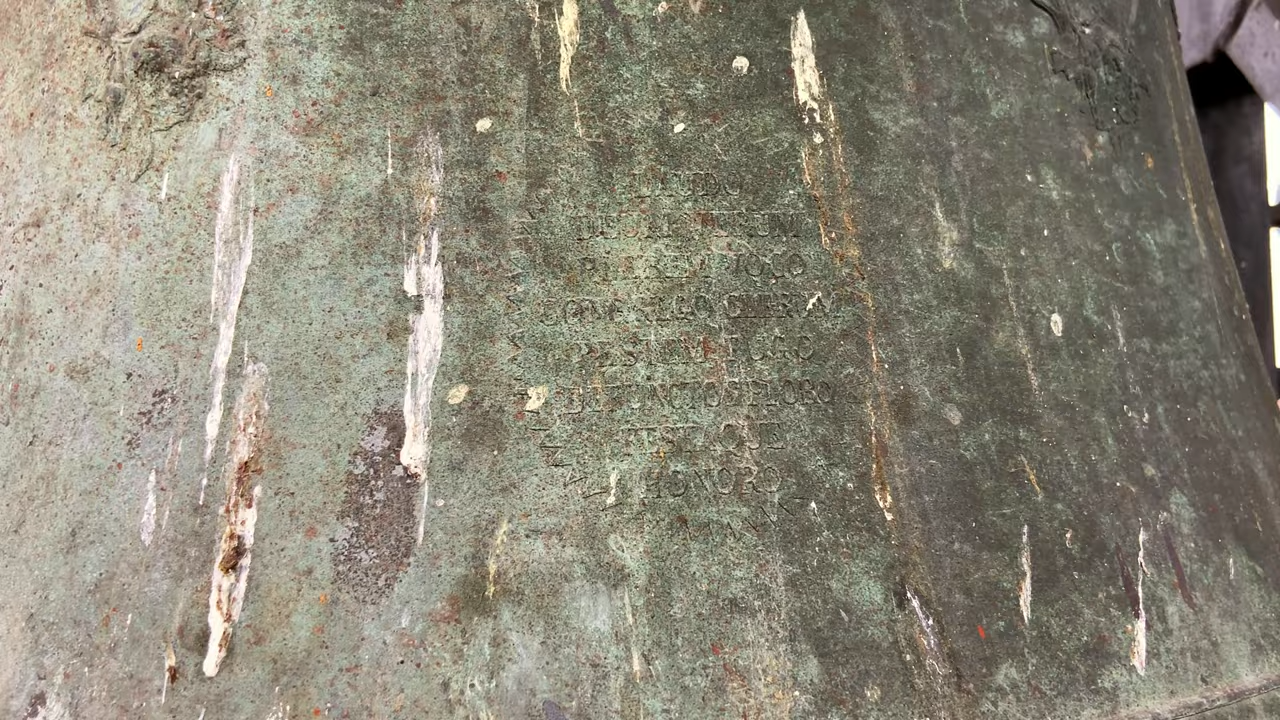 LAUDO
DEUM VERUM
PLEBEM VOCO
CONGREGO CLERUM
PESTEM FUGO
DEFUNCTOS PLORO
FESTAQUE
HONORO